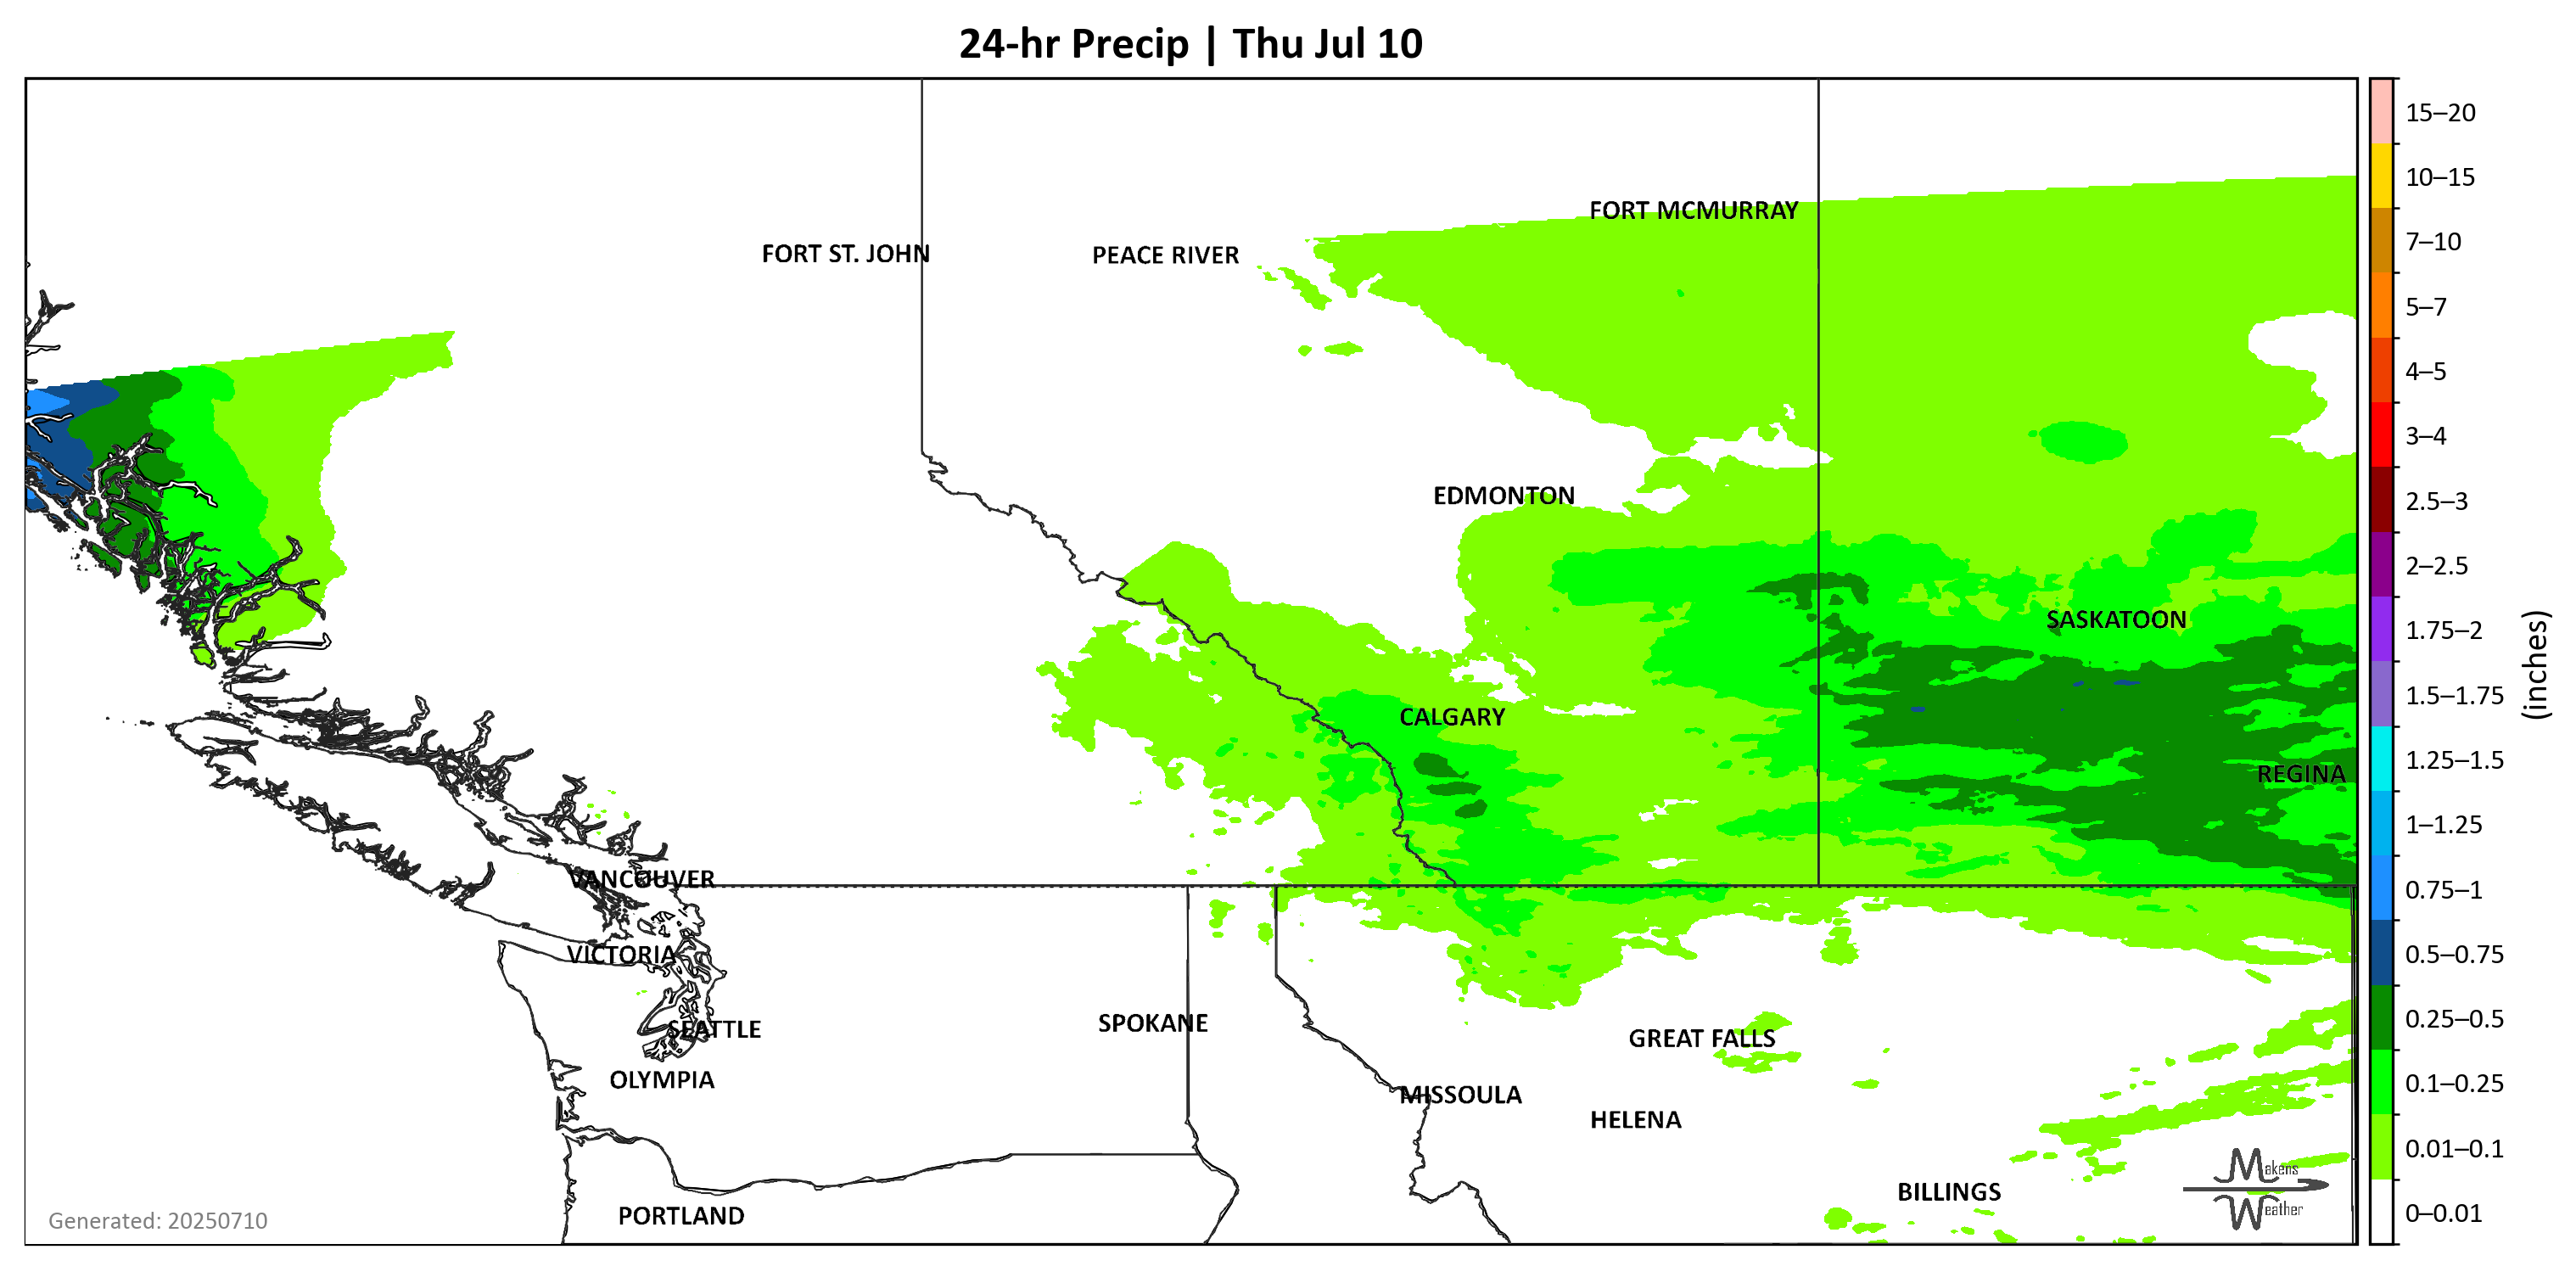 24-hr Precip | Thu Jul 10
FORT MCMURRAY
FORT ST. JOHN
PEACE RIVER
EDMONTON
SASKATOON
CALGARY
REGINA
VANCOUVER
VICTORIA
SPOKANE
SEATTLE
GREAT FALLS
OLYMPIA
MISSOULA
HELENA
BILLINGS
PORTLAND
Generated: 20250710
Makens
Weather
15–20
10–15
7–10
5–7
4–5
3–4
2.5–3
2–2.5
1.75–2
1.5–1.75
1.25–1.5
1–1.25
0.75–1
0.5–0.75
0.25–0.5
0.1–0.25
0.01–0.1
0–0.01
(inches)